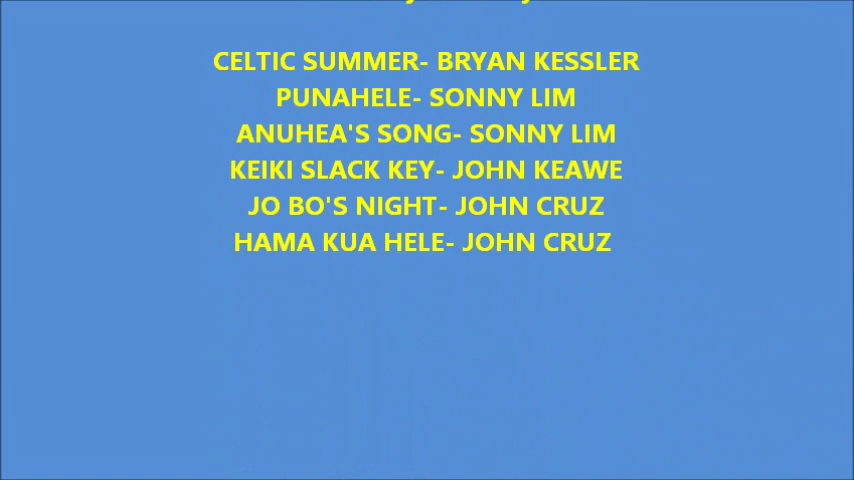 CELTIC SUMMER- BRYAN KESSLER
PUNAHELE- SONNY LIM
ANUHEA'S SONG- SONNY LIM
KEIKI SLACK KEY- JOHN KEAWE
JO BO'S NIGHT- JOHN CRUZ
HAMA KUA HELE- JOHN CRUZ